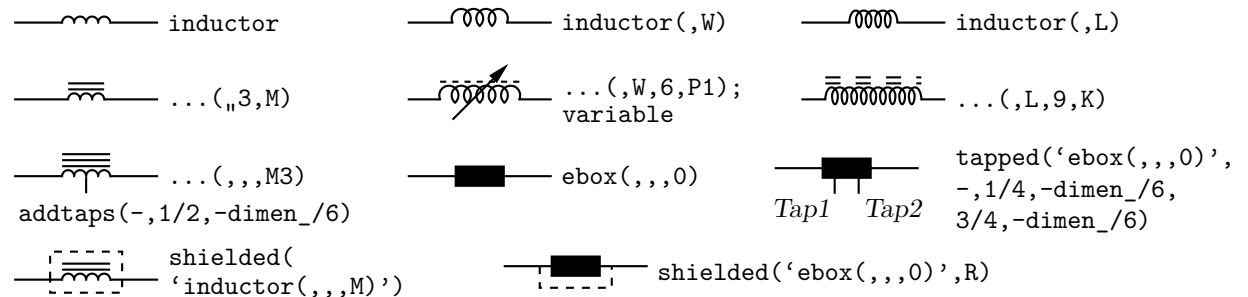 inductor
inductor(,W)
inductor(,L)
...(,,3,M)
...(,W,6,P1);
variable
...(,L,9,K)
...(,,,M3)
addtaps(-,1/2,-dimen_/6)
ebox(,,,0)
Tap1 Tap2
tapped(‘ebox(,,,0)’,
-,1/4,-dimen_/6,
3/4,-dimen_/6)
shielded(
‘inductor(,,,M)’)
shielded(‘ebox(,,,0)’,R)